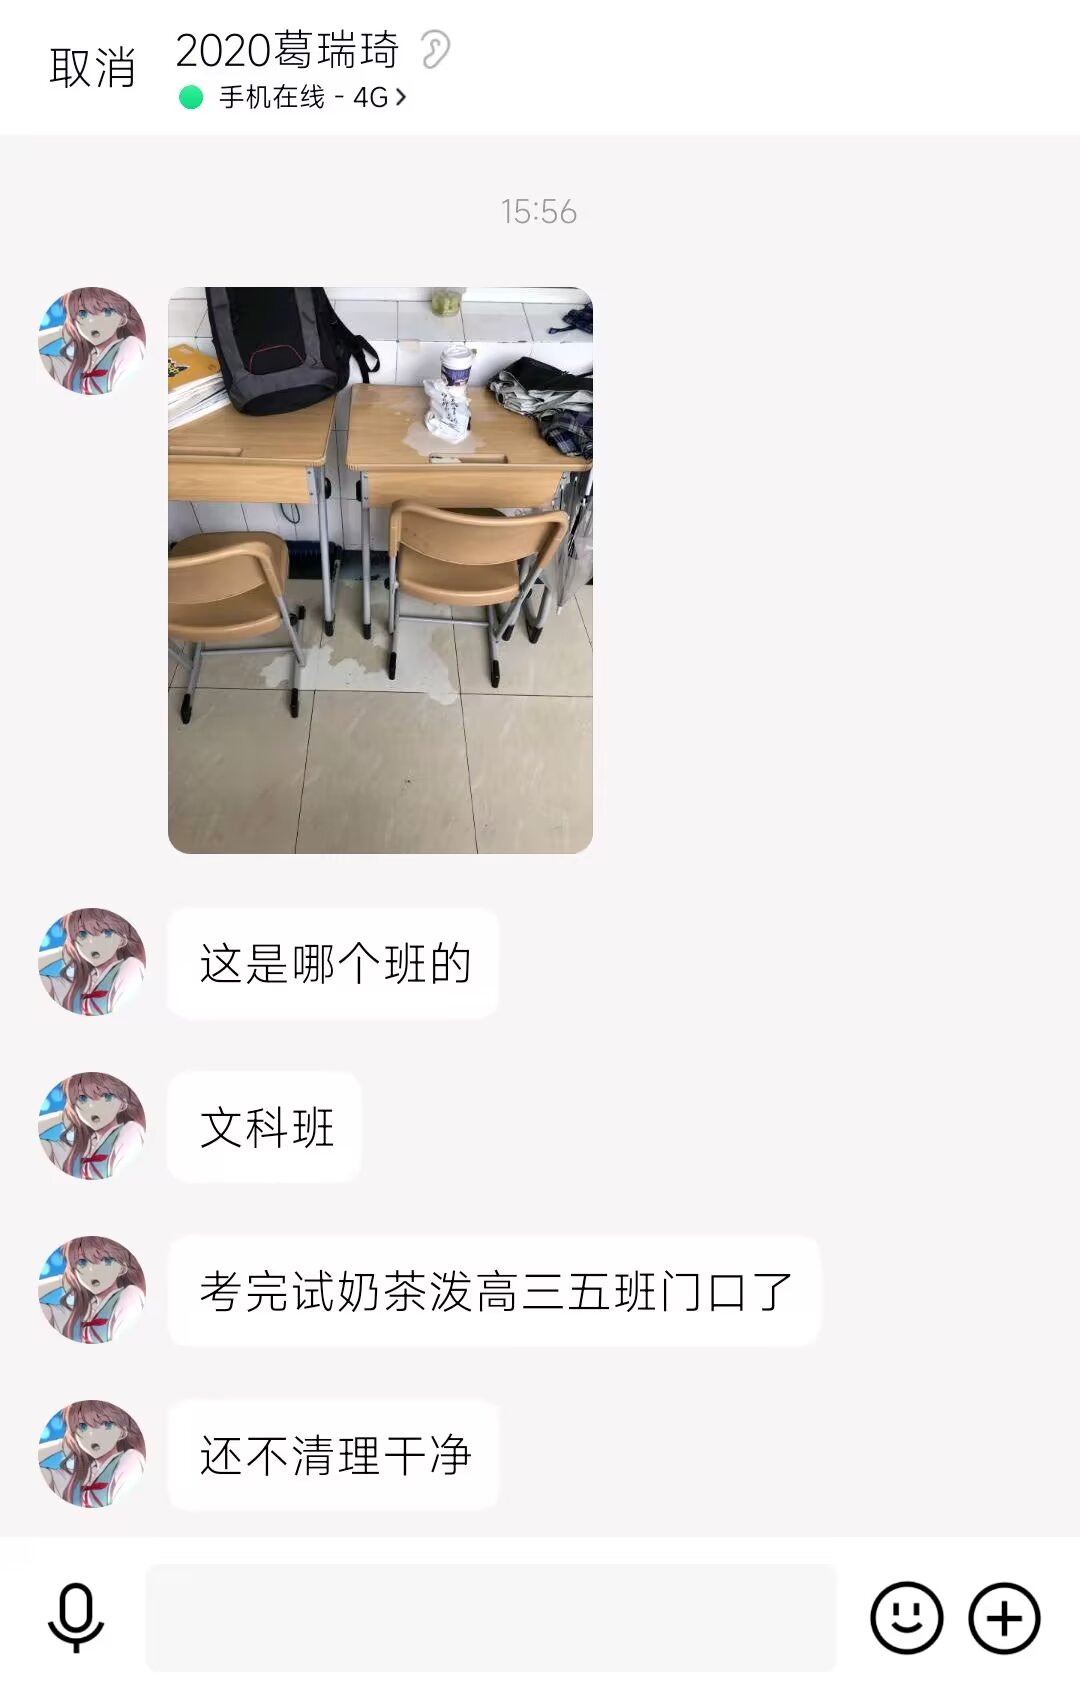 取消
2020葛瑞琦
手机在线 - 4G
15:56
这是哪个班的
文科班
考完试奶茶泼高三五班门口了
还不清理干净